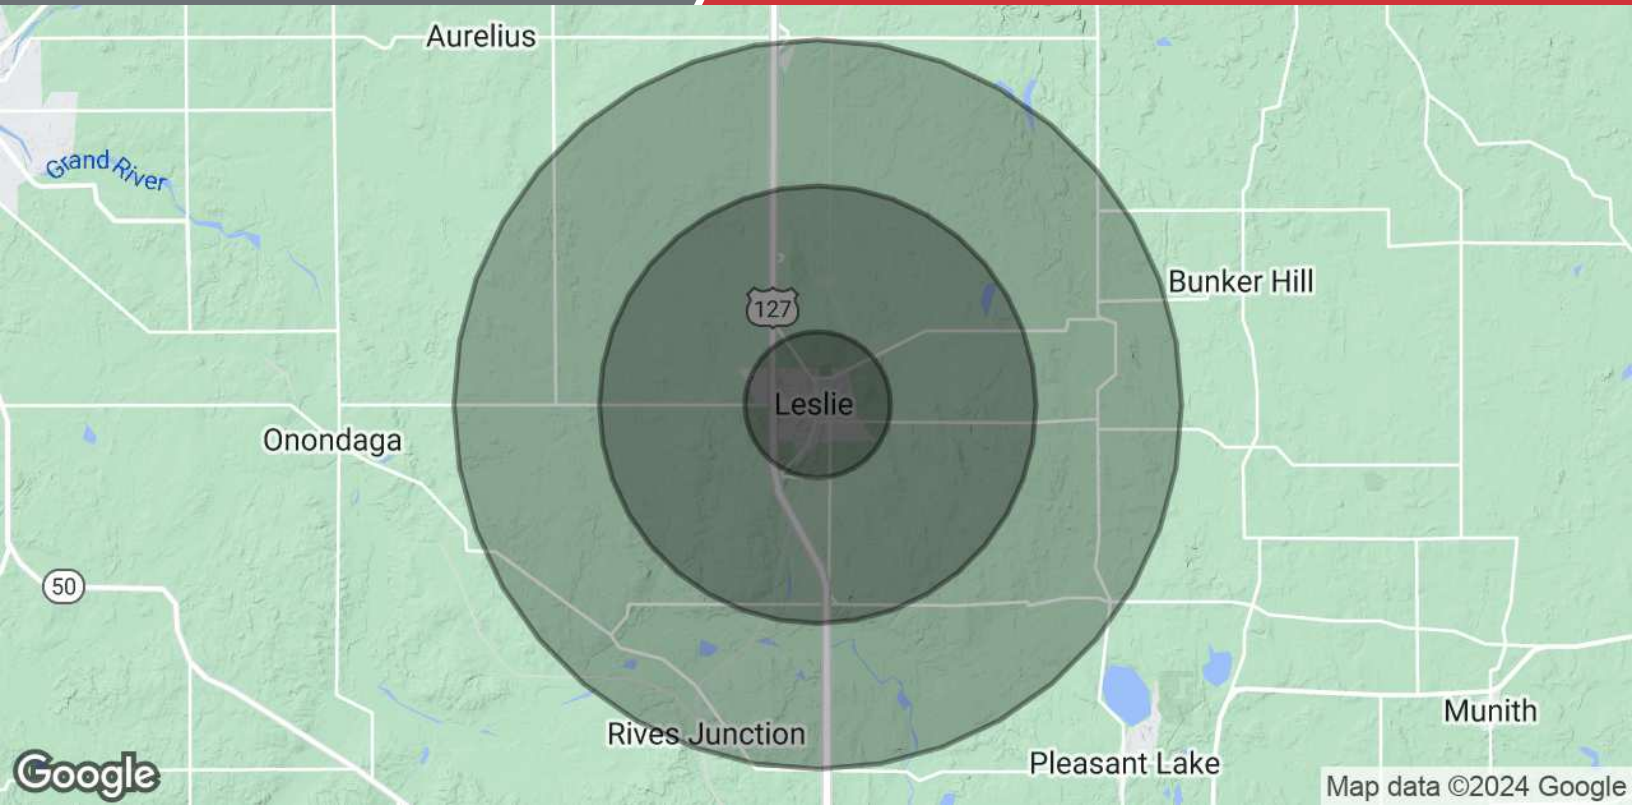 Aurelius
Grand River
Bunker Hill
127
Leslie
Onondaga
50
Rives Junction
Munith
Pleasant Lake
Google
Map data ©2024 Google